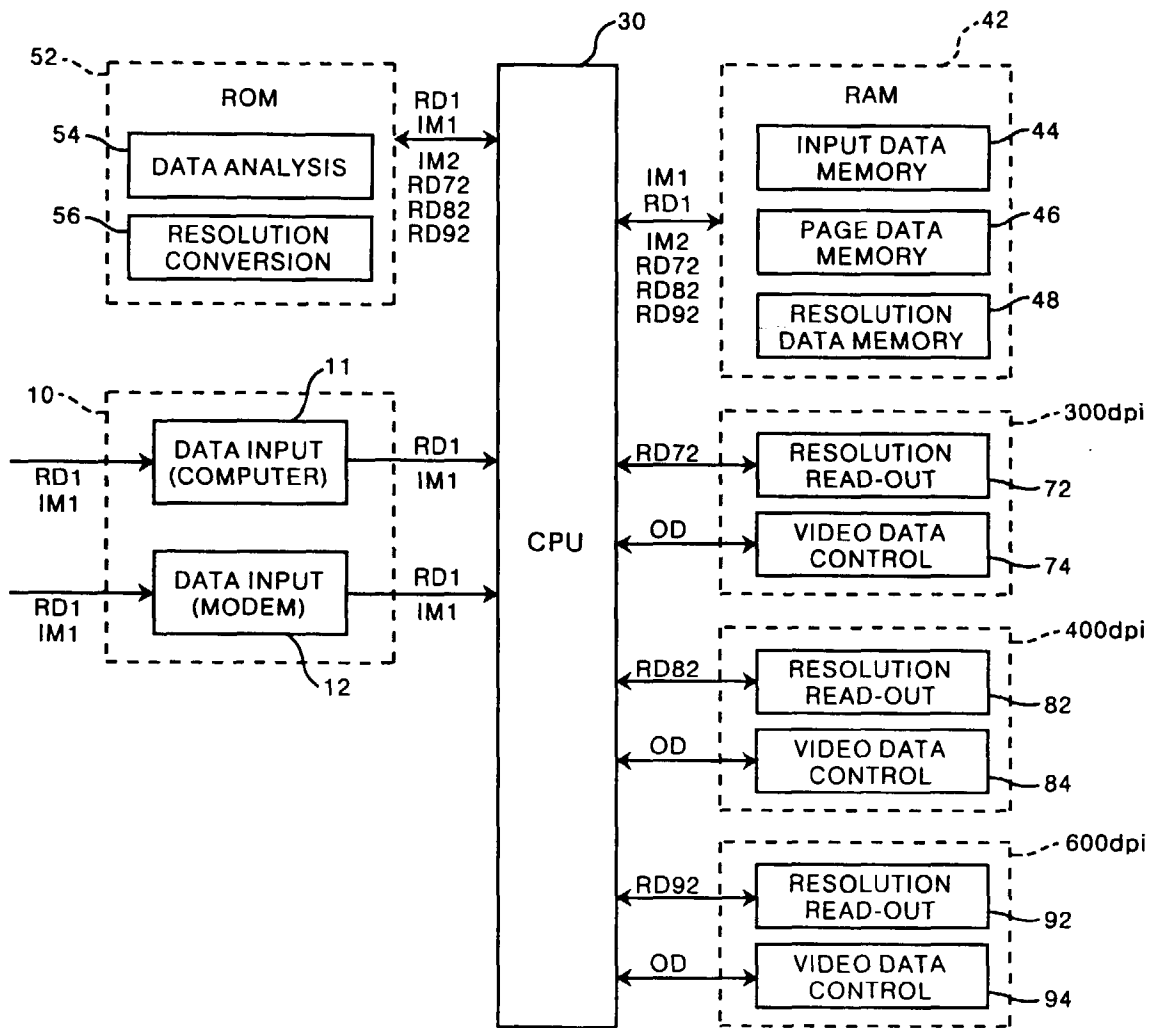 30
52
ROM
54
DATA ANALYSIS
56
RESOLUTION
CONVERSION
RD1
IM1
IM2
RD72
RD82
RD92
42
RAM
INPUT DATA
MEMORY
44
PAGE DATA
MEMORY
46
RESOLUTION
DATA MEMORY
48
IM1
RD1
IM2
RD72
RD82
RD92
CPU
10
11
DATA INPUT
(COMPUTER)
RD1
IM1
RD1
IM1
DATA INPUT
(MODEM)
12
RD1
IM1
RD1
IM1
300dpi
RD72
RESOLUTION
READ-OUT
72
OD
VIDEO DATA
CONTROL
74
400dpi
RD82
RESOLUTION
READ-OUT
82
OD
VIDEO DATA
CONTROL
84
600dpi
RD92
RESOLUTION
READ-OUT
92
OD
VIDEO DATA
CONTROL
94